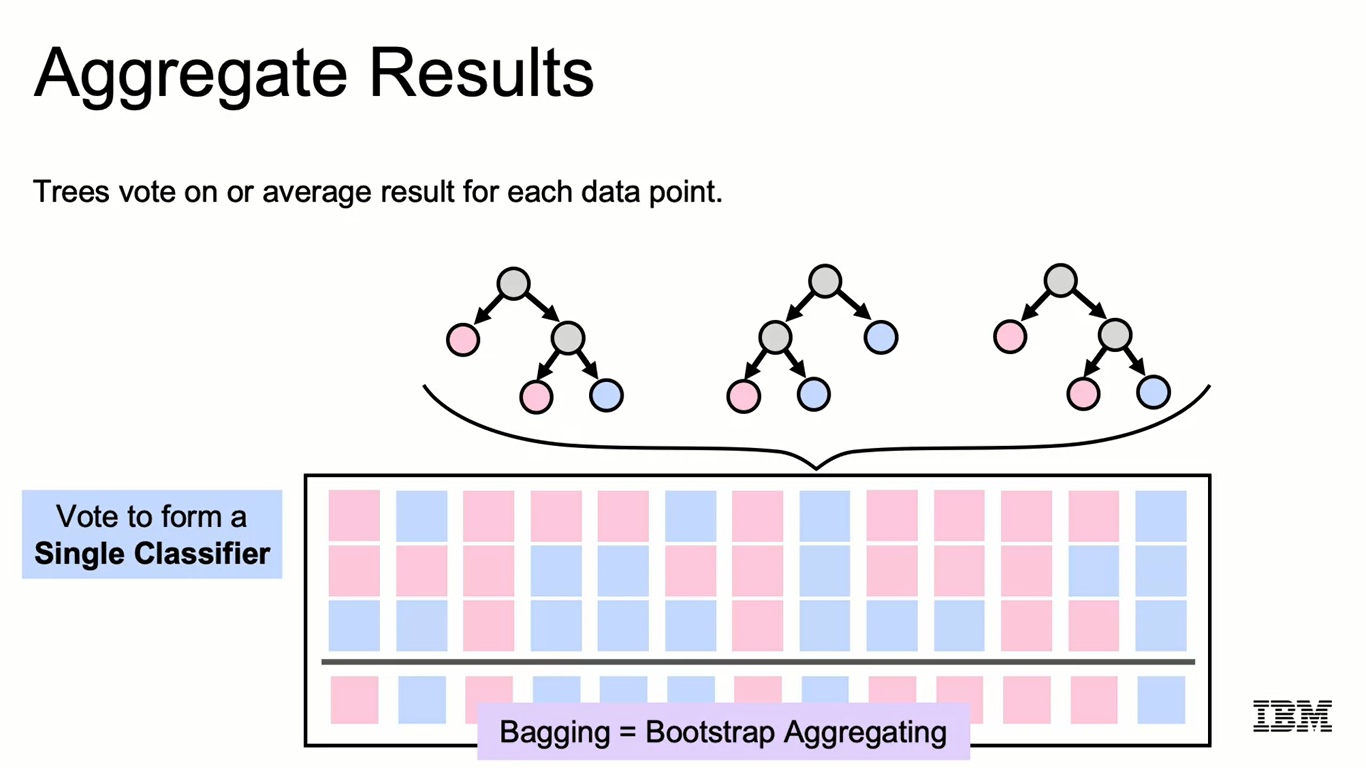 Aggregate Results
Trees vote on or average result for each data point.
Vote to form a
Single Classifier
Bagging = Bootstrap Aggregating
IBM